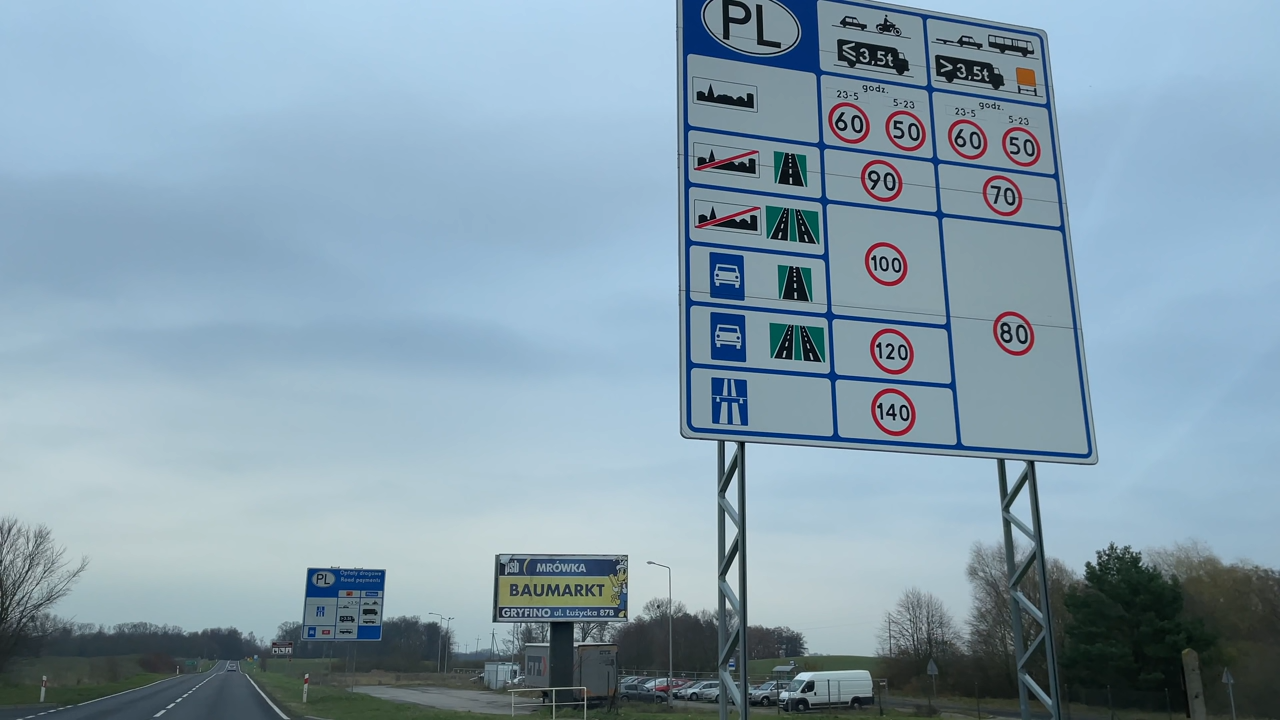 PL
≤3,5t
>3,5t
godz.
23-5 5-23
60 50
godz.
23-5 5-23
60 50
90
70
100
80
120
140
PL Opłaty drogowe
Road payments
psb MRÓWKA
BAUMARKT
GRYFINO ul. Łużycka 87B